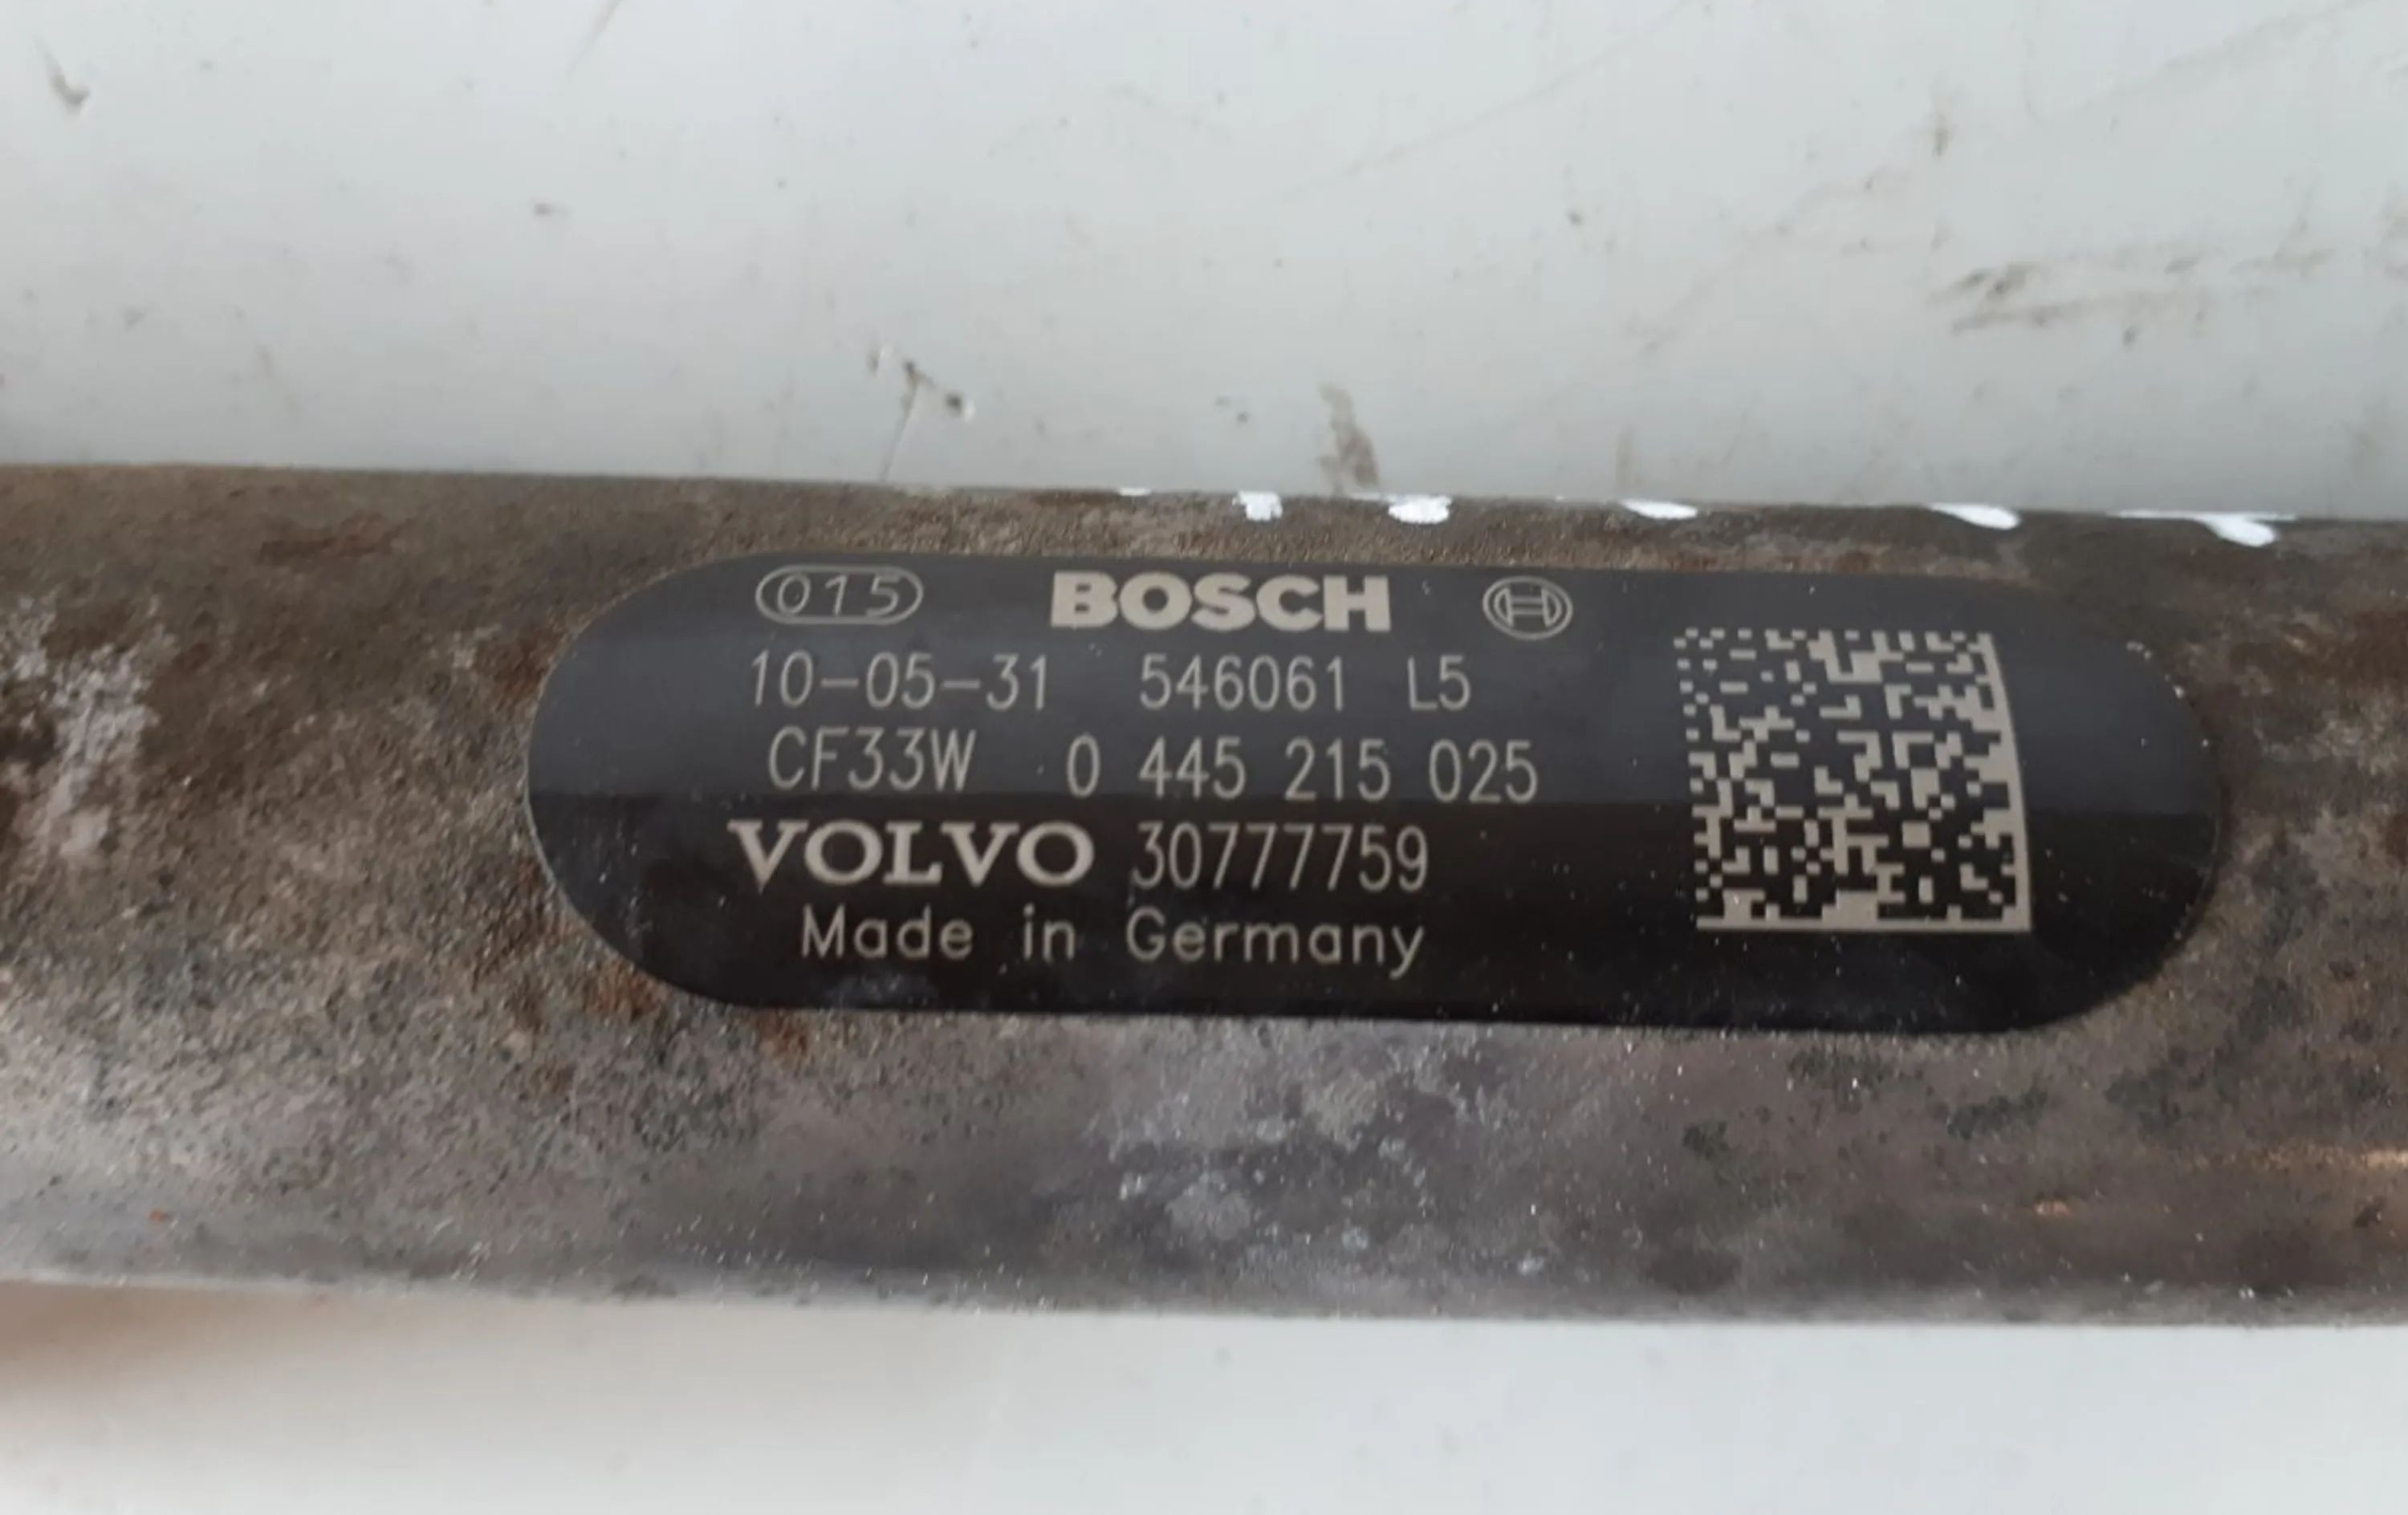 015 BOSCH
10-05-31 546061 L5
CF33W 0 445 215 025
VOLVO 30777759
Made in Germany